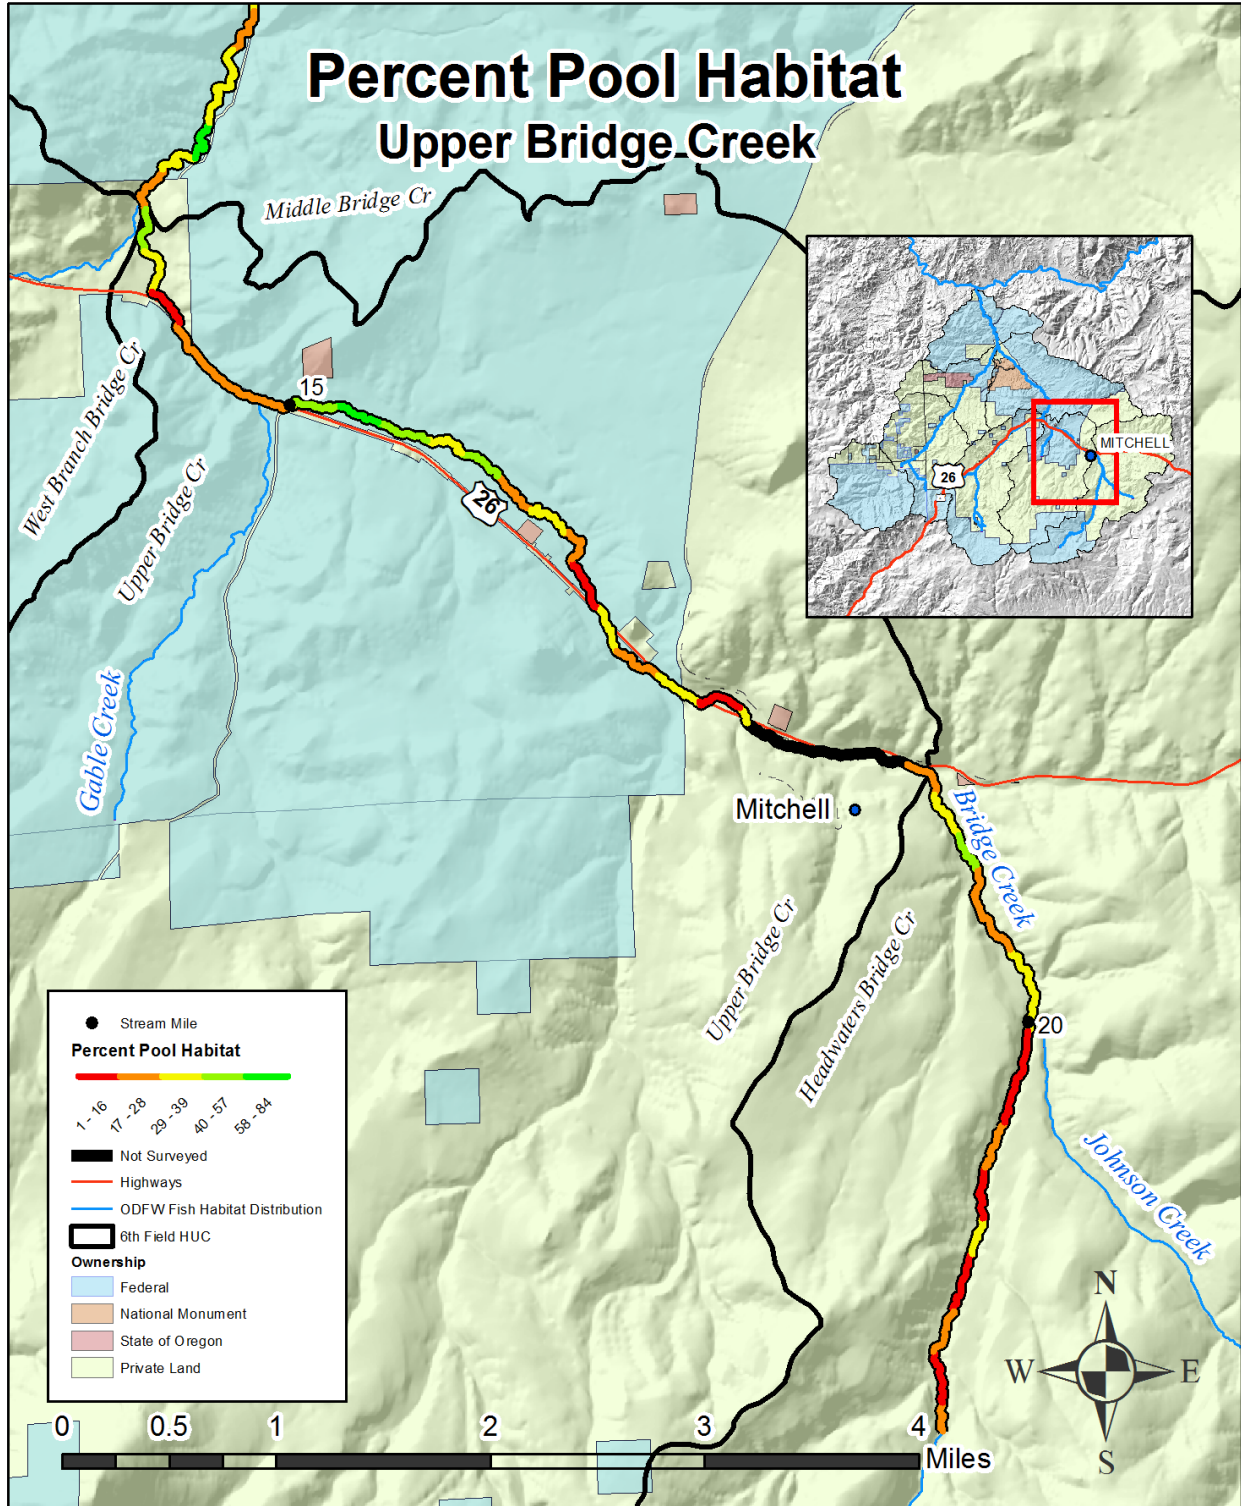 Percent Pool Habitat
Upper Bridge Creek
Middle Bridge Cr
15
West Branch Bridge Cr
Upper Bridge Cr
26
Gable Creek
MITCHELL
26
Mitchell
Bridge Creek
Upper Bridge Cr
Headwaters Bridge Cr
20
Johnson Creek
Stream Mile
Percent Pool Habitat
1 - 16
17 - 28
29 - 39
40 - 57
58 - 84
Not Surveyed
Highways
ODFW Fish Habitat Distribution
6th Field HUC
Ownership
Federal
National Monument
State of Oregon
Private Land
N
W E
S
0 0.5 1 2 3 4
Miles